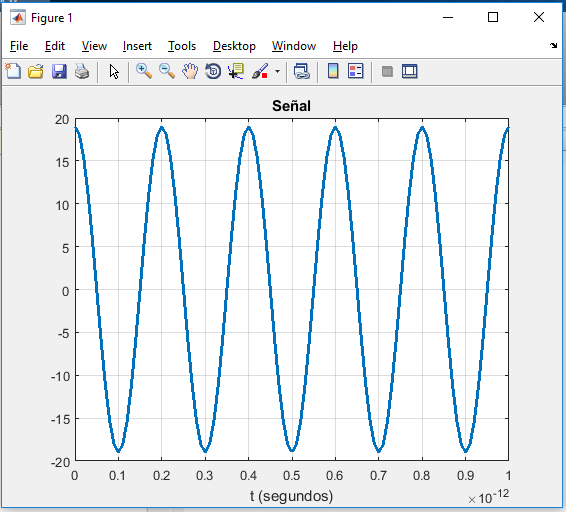 Figure 1
File Edit View Insert Tools Desktop Window Help
Señal
20
15
10
5
0
-5
-10
-15
-20
0 0.1 0.2 0.3 0.4 0.5 0.6 0.7 0.8 0.9 1
t (segundos)
×10-12